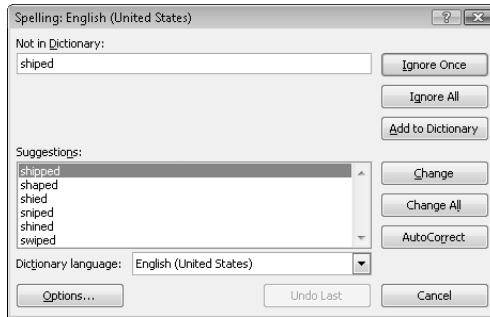 Spelling: English (United States)
Not in Dictionary:
shiped
Ignore Once
Ignore All
Add to Dictionary
Suggestions:
shipped
shaped
shied
sniped
shined
swiped
Change
Change All
AutoCorrect
Dictionary language: English (United States)
Options... Undo Last Cancel